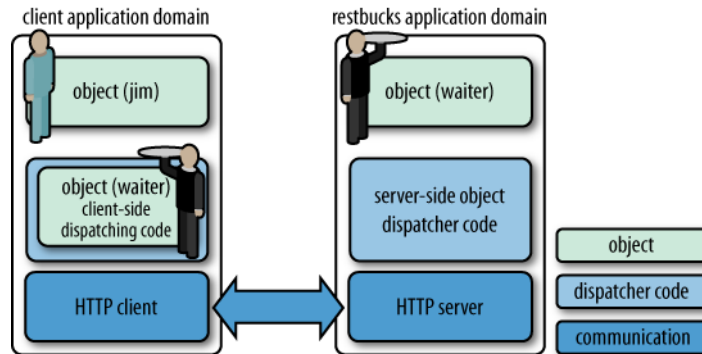 client application domain
restbucks application domain
object (jim)
object (waiter)
object (waiter)
client-side
dispatching code
server-side object
dispatcher code
HTTP client
HTTP server
object
dispatcher code
communication